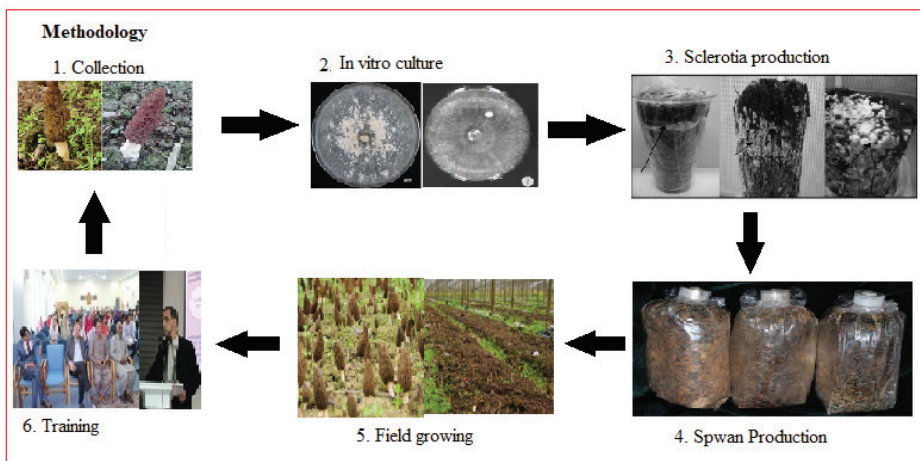 Methodology
1. Collection
2. In vitro culture
3. Sclerotia production
4. Spwan Production
5. Field growing
6. Training